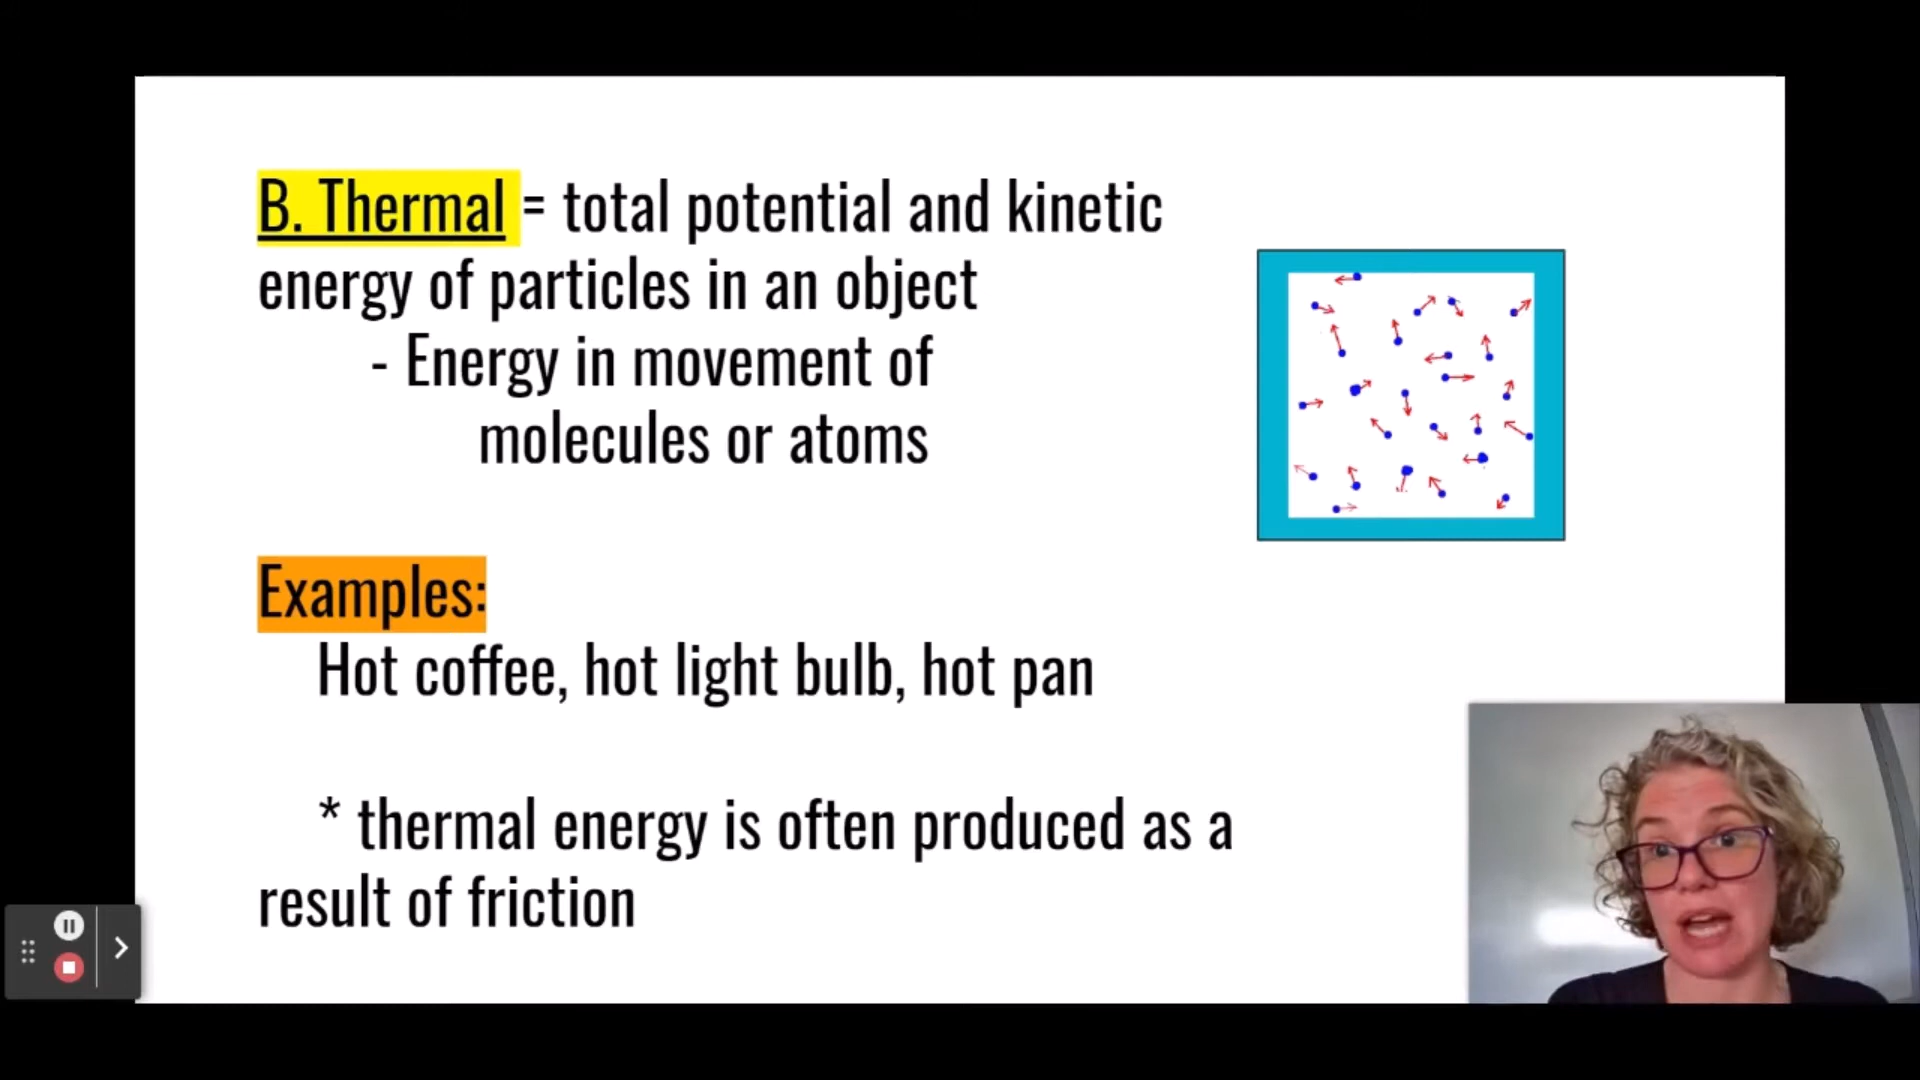 B. Thermal = total potential and kinetic
energy of particles in an object
- Energy in movement of
molecules or atoms
Examples:
Hot coffee, hot light bulb, hot pan
* thermal energy is often produced as a
result of friction